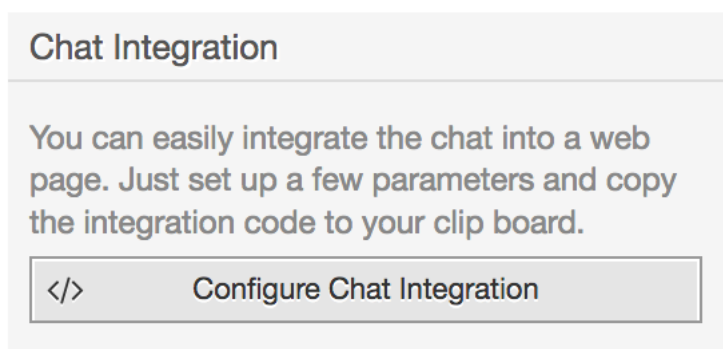 Chat Integration
You can easily integrate the chat into a web
page. Just set up a few parameters and copy
the integration code to your clip board.
</> Configure Chat Integration